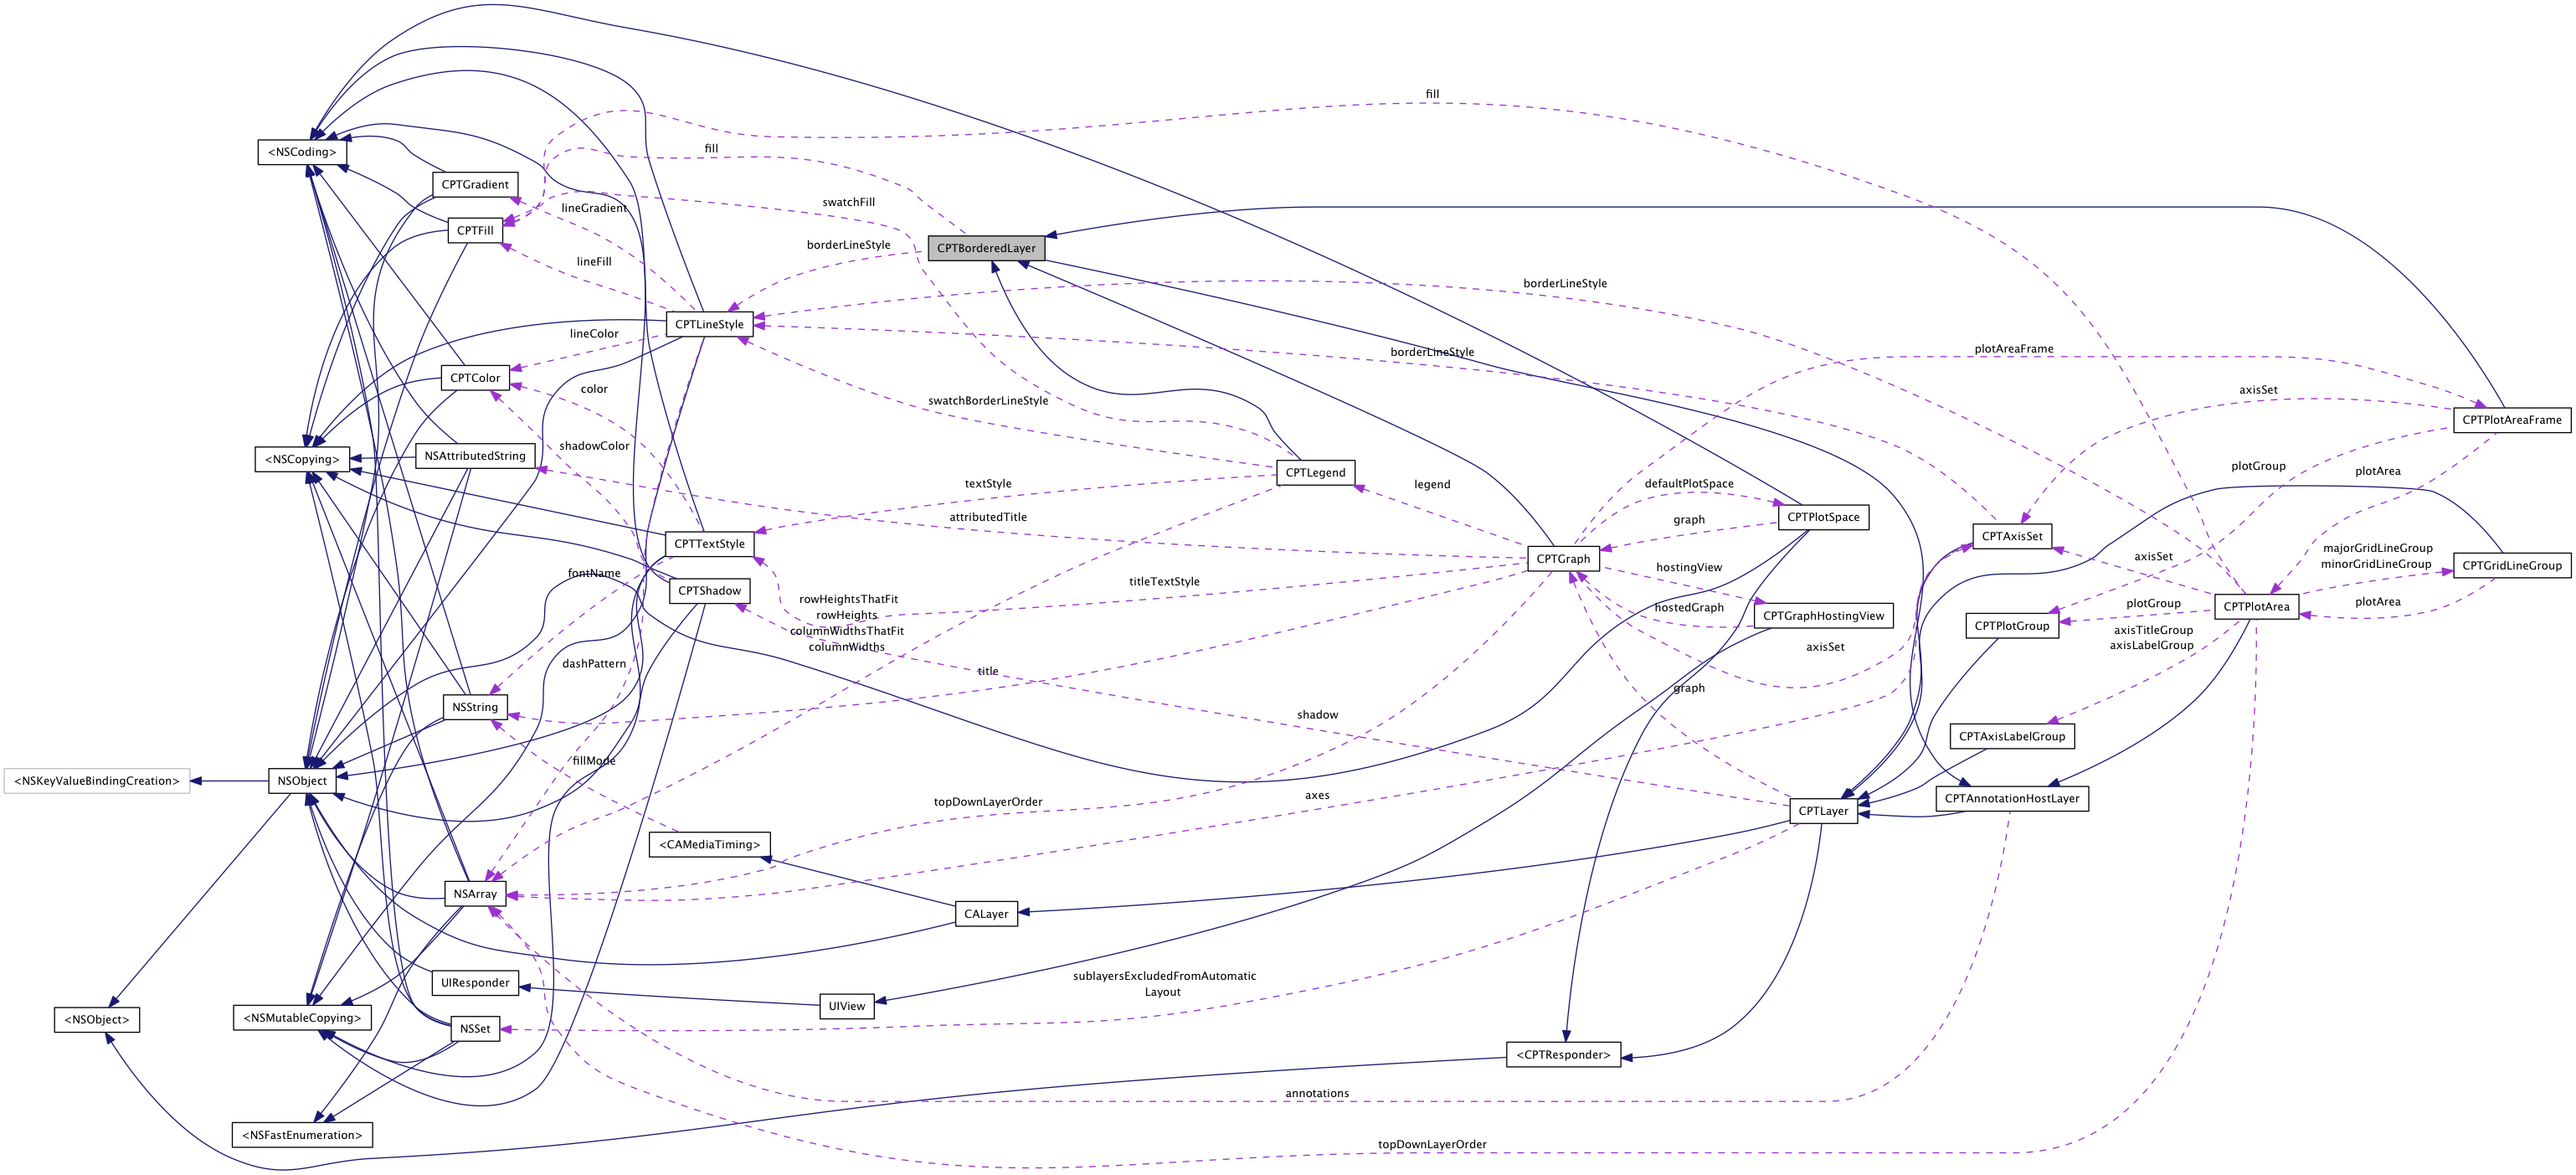 fill
<NSCoding>
fill
CPTGradient
lineGradient
swatchFill
CPTFill
borderLineStyle
CPTBorderedLayer
lineFill
borderLineStyle
CPTLineStyle
lineColor
borderLineStyle
plotAreaFrame
CPTColor
color
axisSet
swatchBorderLineStyle
CPTPlotAreaFrame
shadowColor
<NSCopying>
NSAttributedString
CPTLegend
plotGroup
plotArea
textStyle
legend
defaultPlotSpace
attributedTitle
graph
CPTPlotSpace
CPTTextStyle
CPTAxisSet
CPTGraph
axisSet
majorGridLineGroup
minorGridLineGroup
CPTGridLineGroup
fontName
titleTextStyle
hostingView
CPTShadow
rowHeightsThatFit
rowHeights
columnWidthsThatFit
columnWidths
hostedGraph
CPTGraphHostingView
plotGroup
CPTPlotArea
plotArea
CPTPlotGroup
axisTitleGroup
axisLabelGroup
axisSet
dashPattern
title
graph
NSString
shadow
CPTAxisLabelGroup
<NSKeyValueBindingCreation>
NSObject
fillMode
topDownLayerOrder
axes
CPTLayer
CPTAnnotationHostLayer
<CAMediaTiming>
NSArray
CALayer
UIResponder
sublayersExcludedFromAutomatic
Layout
UIView
<NSObject>
<NSMutableCopying>
NSSet
<CPTResponder>
annotations
<NSFastEnumeration>
topDownLayerOrder